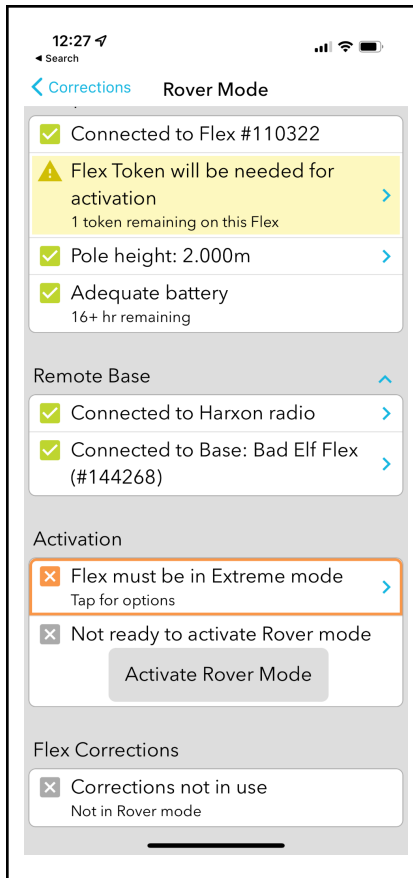 12:27
◀ Search
Corrections
Rover Mode
Connected to Flex #110322
Flex Token will be needed for
activation
1 token remaining on this Flex
Pole height: 2.000m
Adequate battery
16+ hr remaining
Remote Base
Connected to Harxon radio
Connected to Base: Bad Elf Flex
(#144268)
Activation
Flex must be in Extreme mode
Tap for options
Not ready to activate Rover mode
Activate Rover Mode
Flex Corrections
Corrections not in use
Not in Rover mode